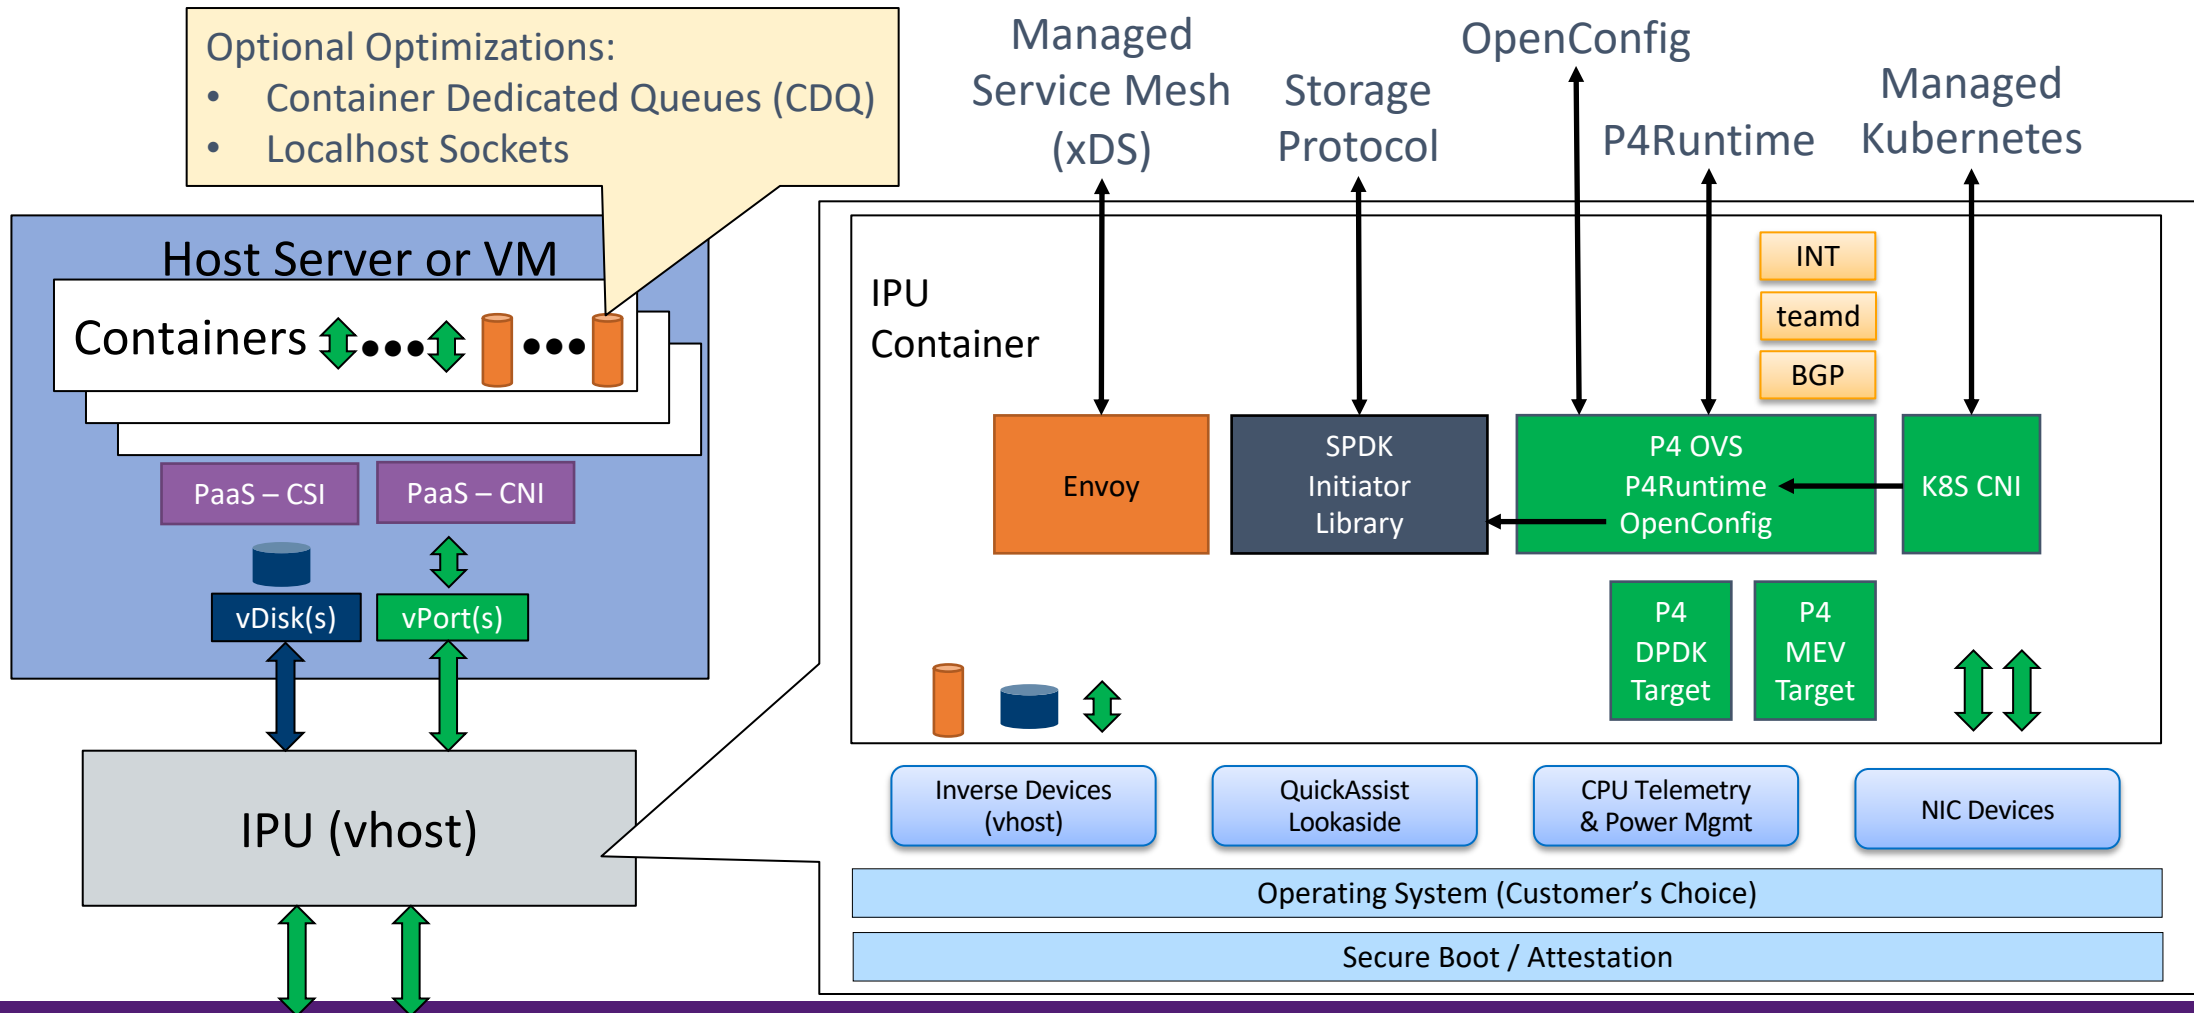 Optional Optimizations:
• Container Dedicated Queues (CDQ)
• Localhost Sockets
Managed
Service Mesh
(xDS)
Storage
Protocol
OpenConfig
P4Runtime
Managed
Kubernetes
Host Server or VM
Containers
PaaS – CSI
PaaS – CNI
vDisk(s)
vPort(s)
IPU (vhost)
IPU
Container
INT
teamd
BGP
Envoy
SPDK
Initiator
Library
P4 OVS
P4Runtime
OpenConfig
K8S CNI
P4
DPDK
Target
P4
MEV
Target
Inverse Devices
(vhost)
QuickAssist
Lookaside
CPU Telemetry
& Power Mgmt
NIC Devices
Operating System (Customer’s Choice)
Secure Boot / Attestation